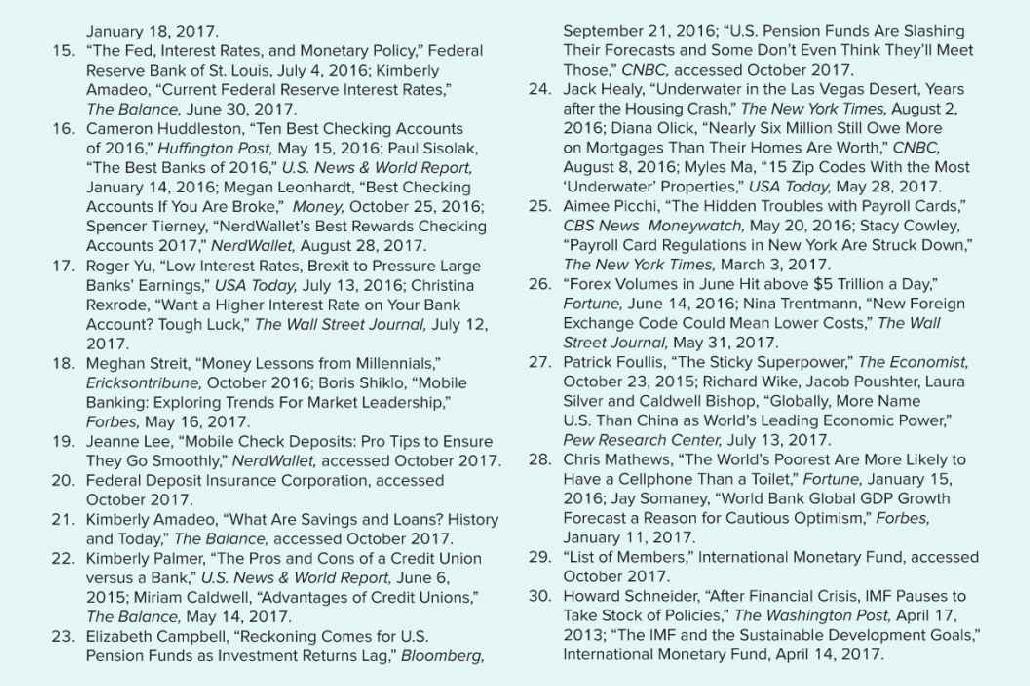 January 18, 2017.
15. “The Fed, Interest Rates, and Monetary Policy,” Federal
Reserve Bank of St. Louis, July 4, 2016; Kimberly
Amadeo, “Current Federal Reserve Interest Rates,”
The Balance, June 30, 2017.
16. Cameron Huddleston, “Ten Best Checking Accounts
of 2016,” Huffington Post, May 15, 2016; Paul Sisolak,
“The Best Banks of 2016,” U.S. News & World Report,
January 14, 2016; Megan Leonhardt, “Best Checking
Accounts If You Are Broke,” Money, October 25, 2016;
Spencer Tierney, “NerdWallet’s Best Rewards Checking
Accounts 2017,” NerdWallet, August 28, 2017.
17. Roger Yu, “Low Interest Rates, Brexit to Pressure Large
Banks’ Earnings,” USA Today, July 13, 2016; Christina
Rexrode, “Want a Higher Interest Rate on Your Bank
Account? Tough Luck,” The Wall Street Journal, July 12,
2017.
18. Meghan Streit, “Money Lessons from Millennials,”
Ericksontribune, October 2016; Boris Shiklo, “Mobile
Banking: Exploring Trends For Market Leadership,”
Forbes, May 16, 2017.
19. Jeanne Lee, “Mobile Check Deposits: Pro Tips to Ensure
They Go Smoothly,” NerdWallet, accessed October 2017.
20. Federal Deposit Insurance Corporation, accessed
October 2017.
21. Kimberly Amadeo, “What Are Savings and Loans? History
and Today,” The Balance, accessed October 2017.
22. Kimberly Palmer, “The Pros and Cons of a Credit Union
versus a Bank,” U.S. News & World Report, June 6,
2015; Miriam Caldwell, “Advantages of Credit Unions,”
The Balance, May 14, 2017.
23. Elizabeth Campbell, “Reckoning Comes for U.S.
Pension Funds as Investment Returns Lag,” Bloomberg,
September 21, 2016; “U.S. Pension Funds Are Slashing
Their Forecasts and Some Don’t Even Think They’ll Meet
Those,” CNBC, accessed October 2017.
24. Jack Healy, “Underwater in the Las Vegas Desert, Years
after the Housing Crash,” The New York Times, August 2,
2016; Diana Olick, “Nearly Six Million Still Owe More
on Mortgages Than Their Homes Are Worth,” CNBC,
August 8, 2016; Myles Ma, “15 Zip Codes With the Most
‘Underwater’ Properties,” USA Today, May 28, 2017.
25. Aimee Picchi, “The Hidden Troubles with Payroll Cards,”
CBS News Moneywatch, May 20, 2016; Stacy Cowley,
“Payroll Card Regulations in New York Are Struck Down,”
The New York Times, March 3, 2017.
26. “Forex Volumes in June Hit above $5 Trillion a Day,”
Fortune, June 14, 2016; Nina Trentmann, “New Foreign
Exchange Code Could Mean Lower Costs,” The Wall
Street Journal, May 31, 2017.
27. Patrick Foullis, “The Sticky Superpower,” The Economist,
October 23, 2015; Richard Wike, Jacob Poushter, Laura
Silver and Caldwell Bishop, “Globally, More Name
U.S. Than China as World’s Leading Economic Power,”
Pew Research Center, July 13, 2017.
28. Chris Mathews, “The World’s Poorest Are More Likely to
Have a Cellphone Than a Toilet,” Fortune, January 15,
2016; Jay Somaney, “World Bank Global GDP Growth
Forecast a Reason for Cautious Optimism,” Forbes,
January 11, 2017.
29. “List of Members,” International Monetary Fund, accessed
October 2017.
30. Howard Schneider, “After Financial Crisis, IMF Pauses to
Take Stock of Policies,” The Washington Post, April 17,
2013; “The IMF and the Sustainable Development Goals,”
International Monetary Fund, April 14, 2017.